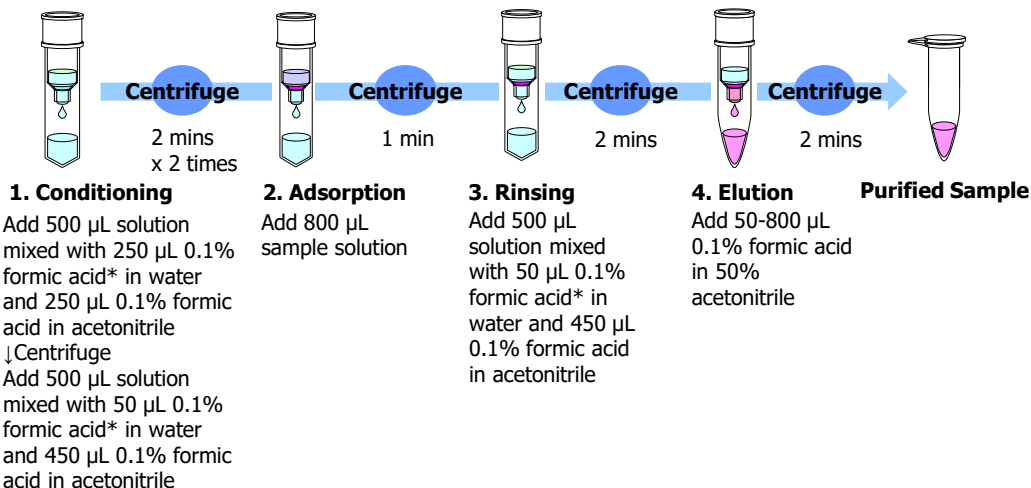 Centrifuge
Centrifuge
Centrifuge
Centrifuge
2 mins
x 2 times
1 min
2 mins
2 mins
1. Conditioning
Add 500 µL solution
mixed with 250 µL 0.1%
formic acid* in water
and 250 µL 0.1% formic
acid in acetonitrile
↓Centrifuge
Add 500 µL solution
mixed with 50 µL 0.1%
formic acid* in water
and 450 µL 0.1% formic
acid in acetonitrile
2. Adsorption
Add 800 µL
sample solution
3. Rinsing
Add 500 µL
solution mixed
with 50 µL 0.1%
formic acid* in
water and 450 µL
0.1% formic acid
in acetonitrile
4. Elution
Add 50-800 µL
0.1% formic acid
in 50%
acetonitrile
Purified Sample